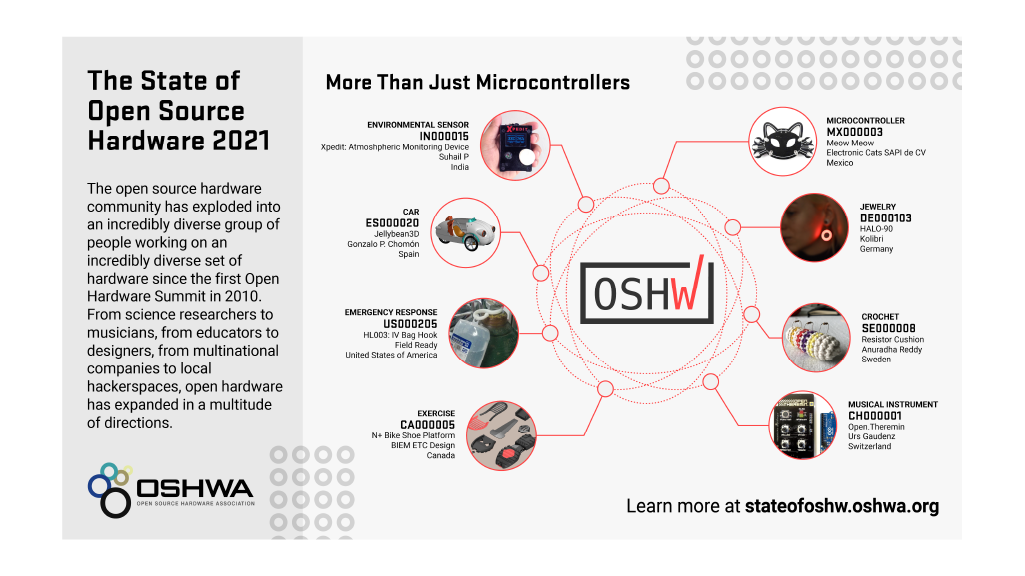 The State of
Open Source
Hardware 2021
The open source hardware
community has exploded into
an incredibly diverse group of
people working on an
incredibly diverse set of
hardware since the first Open
Hardware Summit in 2010.
From science researchers to
musicians, from educators to
designers, from multinational
companies to local
hackerspaces, open hardware
has expanded in a multitude
of directions.
OSHWA
OPEN SOURCE HARDWARE ASSOCIATION
More Than Just Microcontrollers
ENVIRONMENTAL SENSOR
IN000015
Xpedit: Atmoshpheric Monitoring Device
Suhail P
India
XPEDIT
CAR
ES000020
Jellybean3D
Gonzalo P. Chomón
Spain
EMERGENCY RESPONSE
US000205
HL003: IV Bag Hook
Field Ready
United States of America
EXERCISE
CA000005
N+ Bike Shoe Platform
BIEM ETC Design
Canada
OSHW
MICROCONTROLLER
MX000003
Meow Meow
Electronic Cats SAPI de CV
Mexico
JEWELRY
DE000103
HALO-90
Kolibri
Germany
CROCHET
SE000008
Resistor Cushion
Anuradha Reddy
Sweden
MUSICAL INSTRUMENT
CH000001
Open.Theremin
Urs Gaudenz
Switzerland
OPEN
THEREMIN
Learn more at stateofoshw.oshwa.org